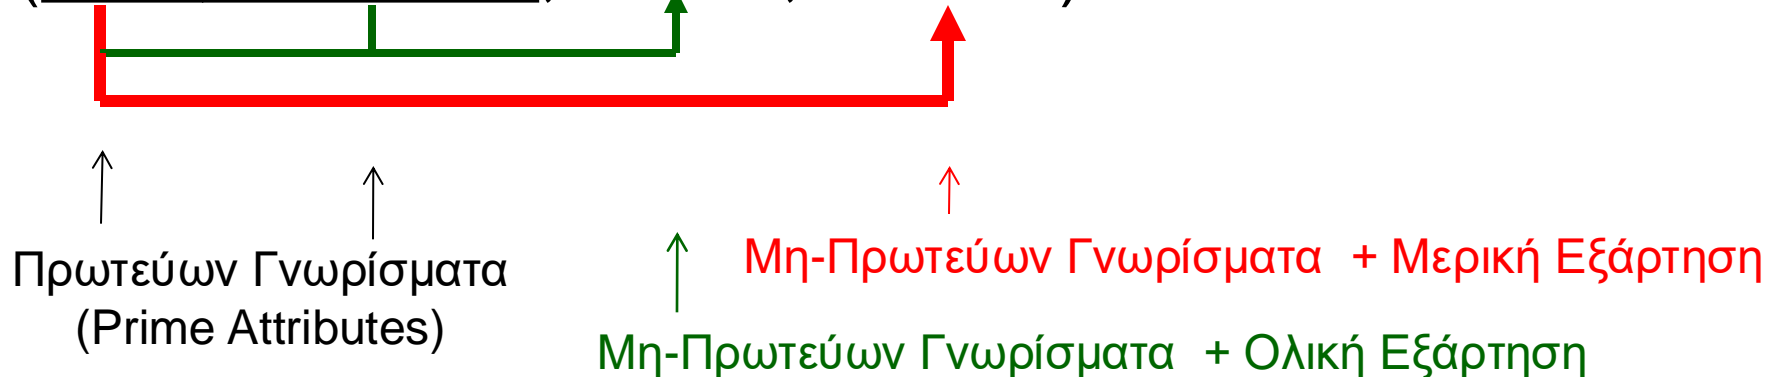 Μη-Πρωτεύων Γνωρίσματα + Μερική Εξάρτηση
Πρωτεύων Γνωρίσματα
(Prime Attributes)
Μη-Πρωτεύων Γνωρίσματα + Ολική Εξάρτηση